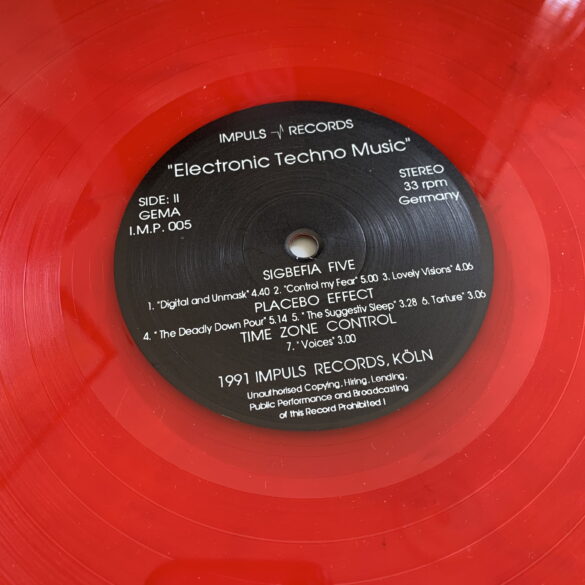 IMPULS RECORDS
"Electronic Techno Music"
SIDE: II
GEMA
I.M.P. 005
STEREO
33 rpm
Germany
SIGBEFIA FIVE
1. "Digital and Unmask" 4.40 2. "Control my Fear" 5.00 3. Lovely Visions" 4.06
PLACEBO EFFECT
4. " The Deadly Down Pour" 5.14 5. " The Suggestiv Sleep" 3.28 6. Torture" 3.06
TIME ZONE CONTROL
7. " Voices" 3.00
1991 IMPULS RECORDS, KÖLN
Unauthorised Copying, Hiring, Lending,
Public Performance and Broadcasting
of this Record Prohibited !